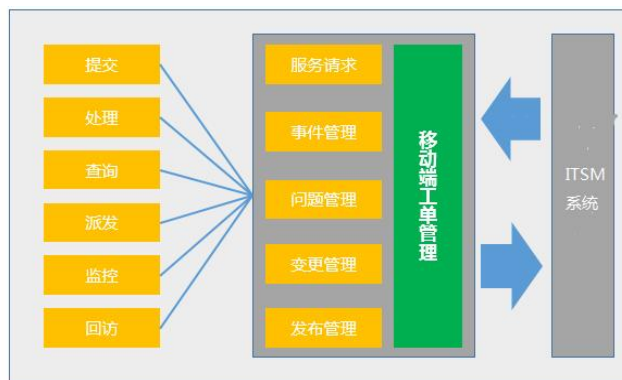 提交
处理
查询
派发
监控
回访
服务请求
事件管理
问题管理
变更管理
发布管理
移动端工单管理
ITSM
系统